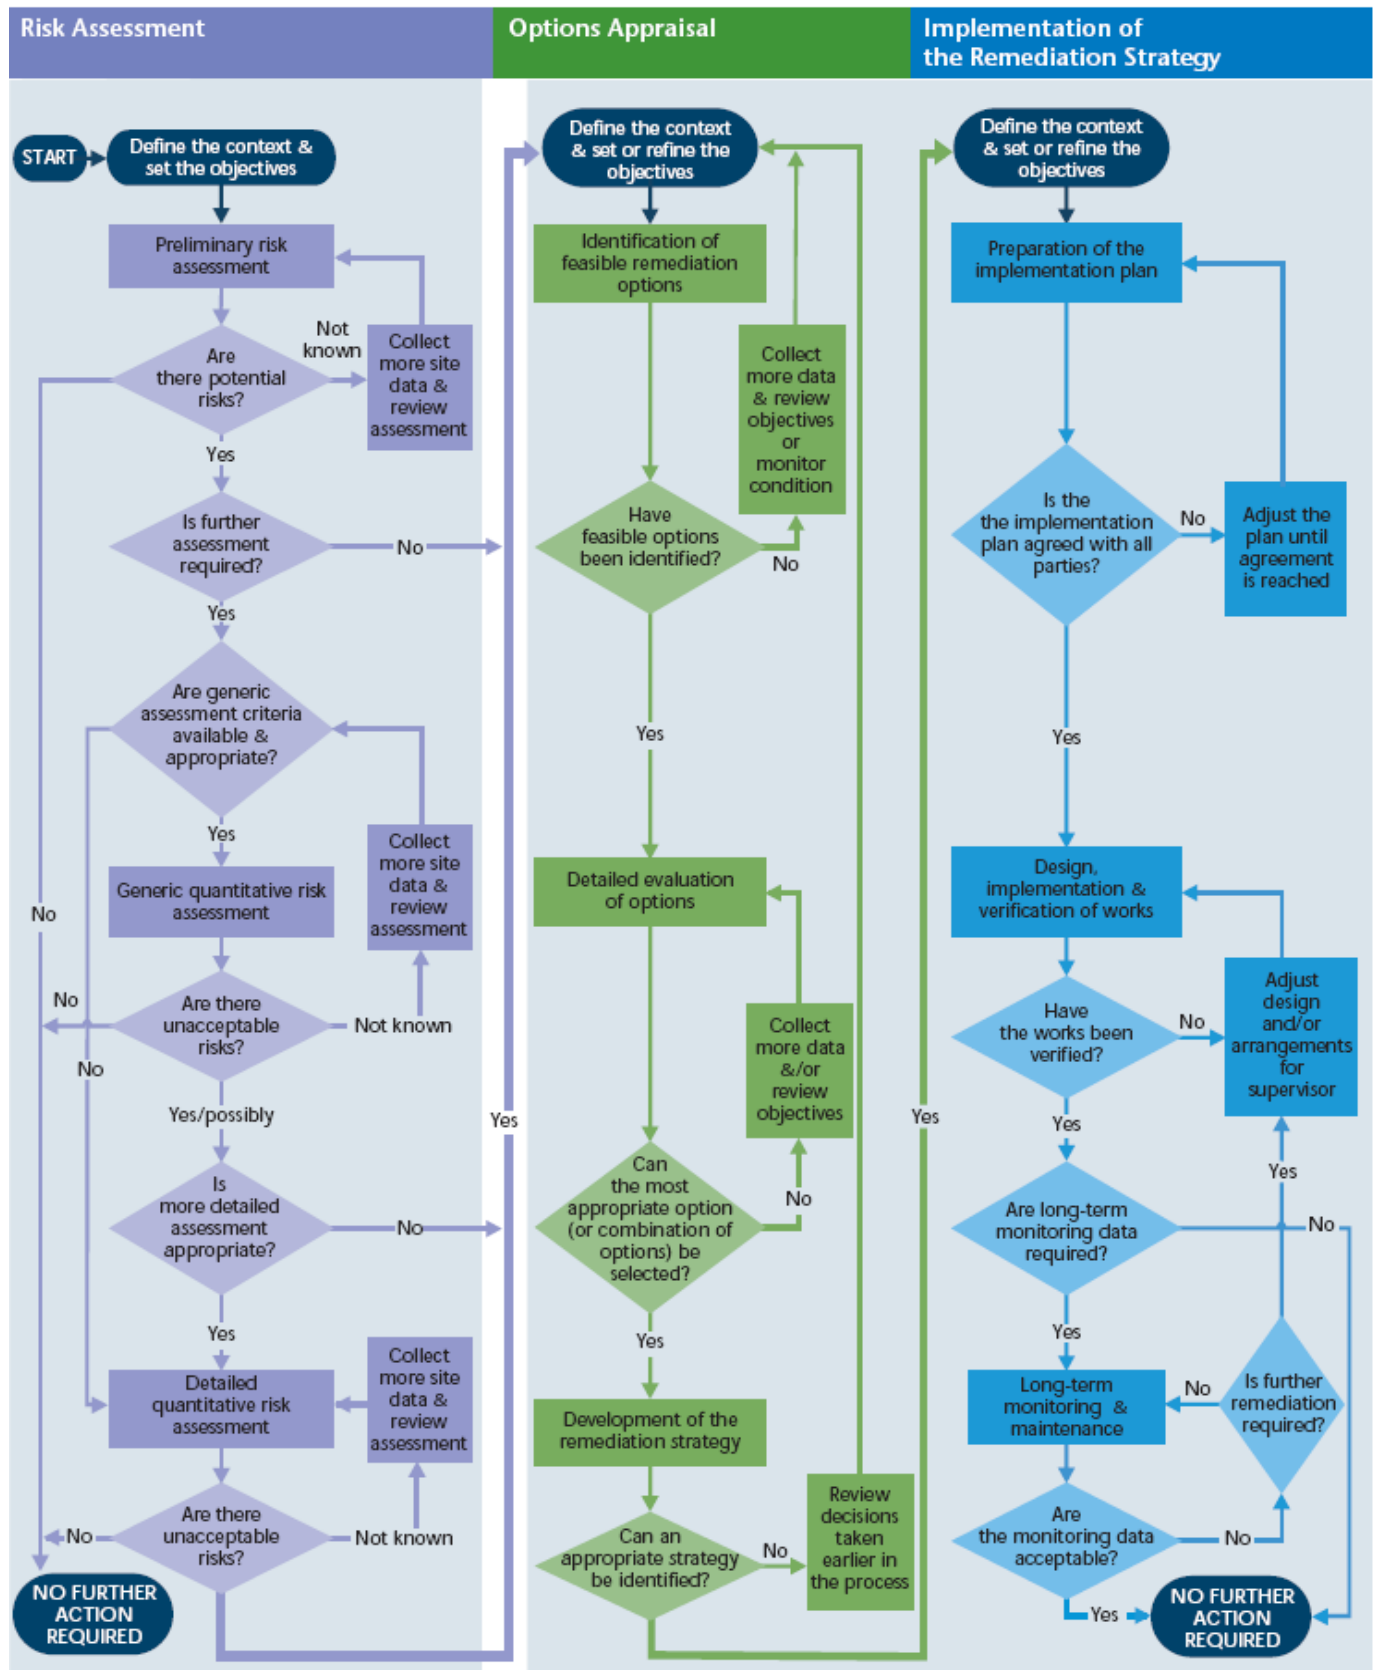 Risk Assessment
Options Appraisal
Implementation of
the Remediation Strategy
START
Define the context &
set the objectives
Preliminary risk
assessment
Are
there potential
risks?
Not
known
Collect
more site
data &
review
assessment
Yes
Is further
assessment
required?
No
Yes
Are generic
assessment criteria
available &
appropriate?
Yes
Collect
more site
data &
review
assessment
Generic quantitative risk
assessment
No
No
Are there
unacceptable
risks?
Not known
No
Yes/possibly
Yes
Is
more detailed
assessment
appropriate?
No
Yes
Detailed
quantitative risk
assessment
Collect
more site
data &
review
assessment
Are there
unacceptable
risks?
No
Not known
NO FURTHER
ACTION
REQUIRED
Define the context
& set or refine the
objectives
Identification of
feasible remediation
options
Collect
more data
& review
objectives
or
monitor
condition
Have
feasible options
been identified?
No
Yes
Detailed evaluation
of options
Collect
more data
&/or
review
objectives
Can
the most
appropriate option
(or combination of
options) be
selected?
No
Yes
Development of the
remediation strategy
Can an
appropriate strategy
be identified?
No
Review
decisions
taken
earlier in
the process
Yes
Define the context
& set or refine the
objectives
Preparation of the
implementation plan
Is the
the implementation
plan agreed with all
parties?
No
Adjust the
plan until
agreement
is reached
Yes
Design,
implementation &
verification of works
Have
the works been
verified?
No
Adjust
design
and/or
arrangements
for
supervisor
Yes
Yes
Are long-term
monitoring data
required?
No
Yes
Long-term
monitoring &
maintenance
No
Is further
remediation
required?
Are
the monitoring data
acceptable?
No
Yes
NO FURTHER
ACTION
REQUIRED